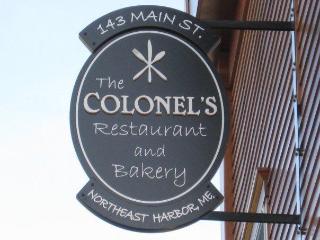 143 MAIN ST.
The
COLONEL'S
Restaurant
and
Bakery
NORTHEAST HARBOR, ME.